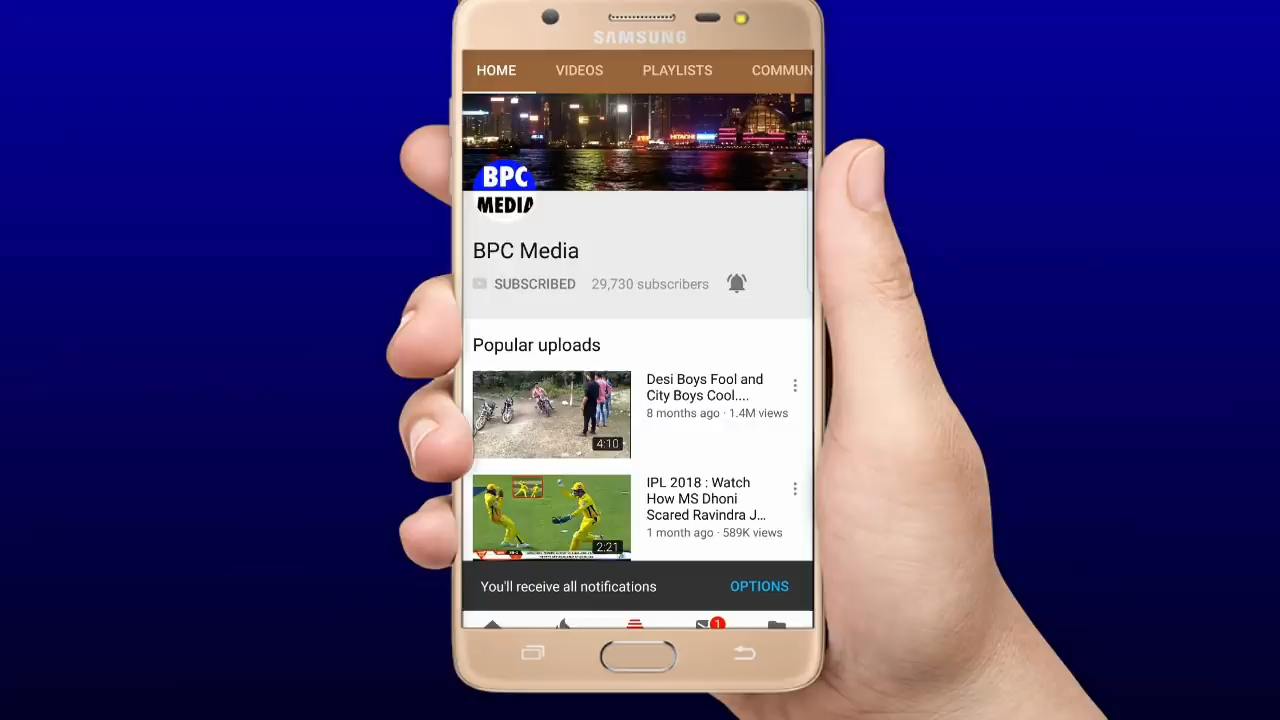 SAMSUNG
HOME VIDEOS PLAYLISTS COMMUN
HITACHI
BPC
MEDIA
BPC Media
SUBSCRIBED 29,730 subscribers
Popular uploads
Desi Boys Fool and
City Boys Cool....
8 months ago · 1.4M views
4:10
IPL 2018 : Watch
How MS Dhoni
Scared Ravindra J...
1 month ago · 589K views
2:21
You'll receive all notifications OPTIONS
1